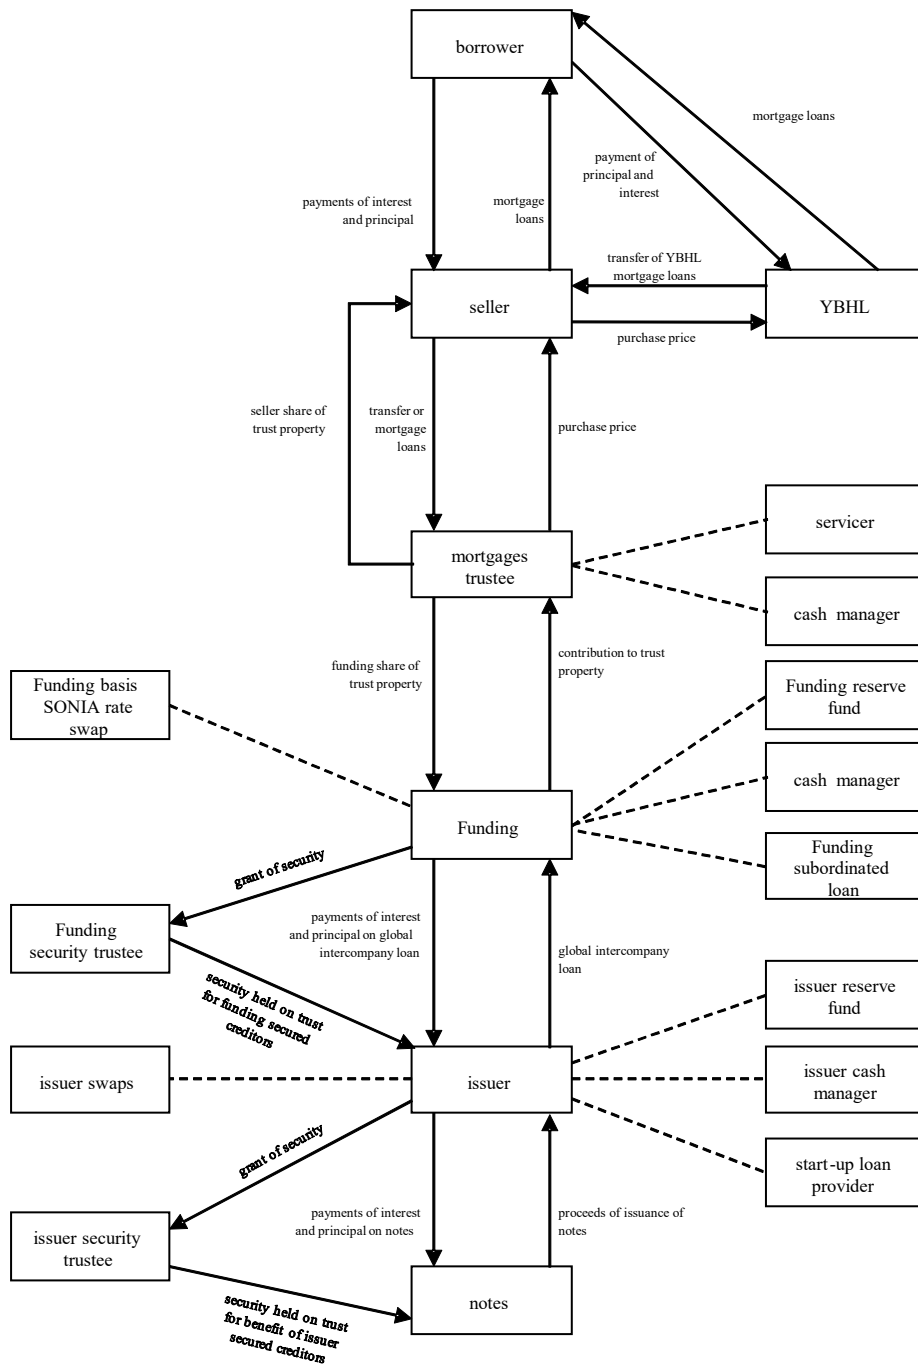 borrower
mortgage loans
payment of
principal and
interest
payments of interest
and principal
mortgage
loans
transfer of YBHL
mortgage loans
seller
YBHL
purchase price
seller share of
trust property
transfer or
mortgage
loans
purchase price
servicer
mortgages
trustee
cash manager
funding share of
trust property
contribution to trust
property
Funding basis
SONIA rate
swap
Funding reserve
fund
cash manager
Funding
Funding
subordinated
loan
grant of security
payments of interest
and principal on global
intercompany loan
global intercompany
loan
Funding
security trustee
security held on trust
for funding secured
creditors
issuer reserve
fund
issuer swaps
issuer
issuer cash
manager
grant of security
start-up loan
provider
payments of interest
and principal on notes
proceeds of issuance of
notes
issuer security
trustee
notes
security held on trust
for benefit of issuer
secured creditors